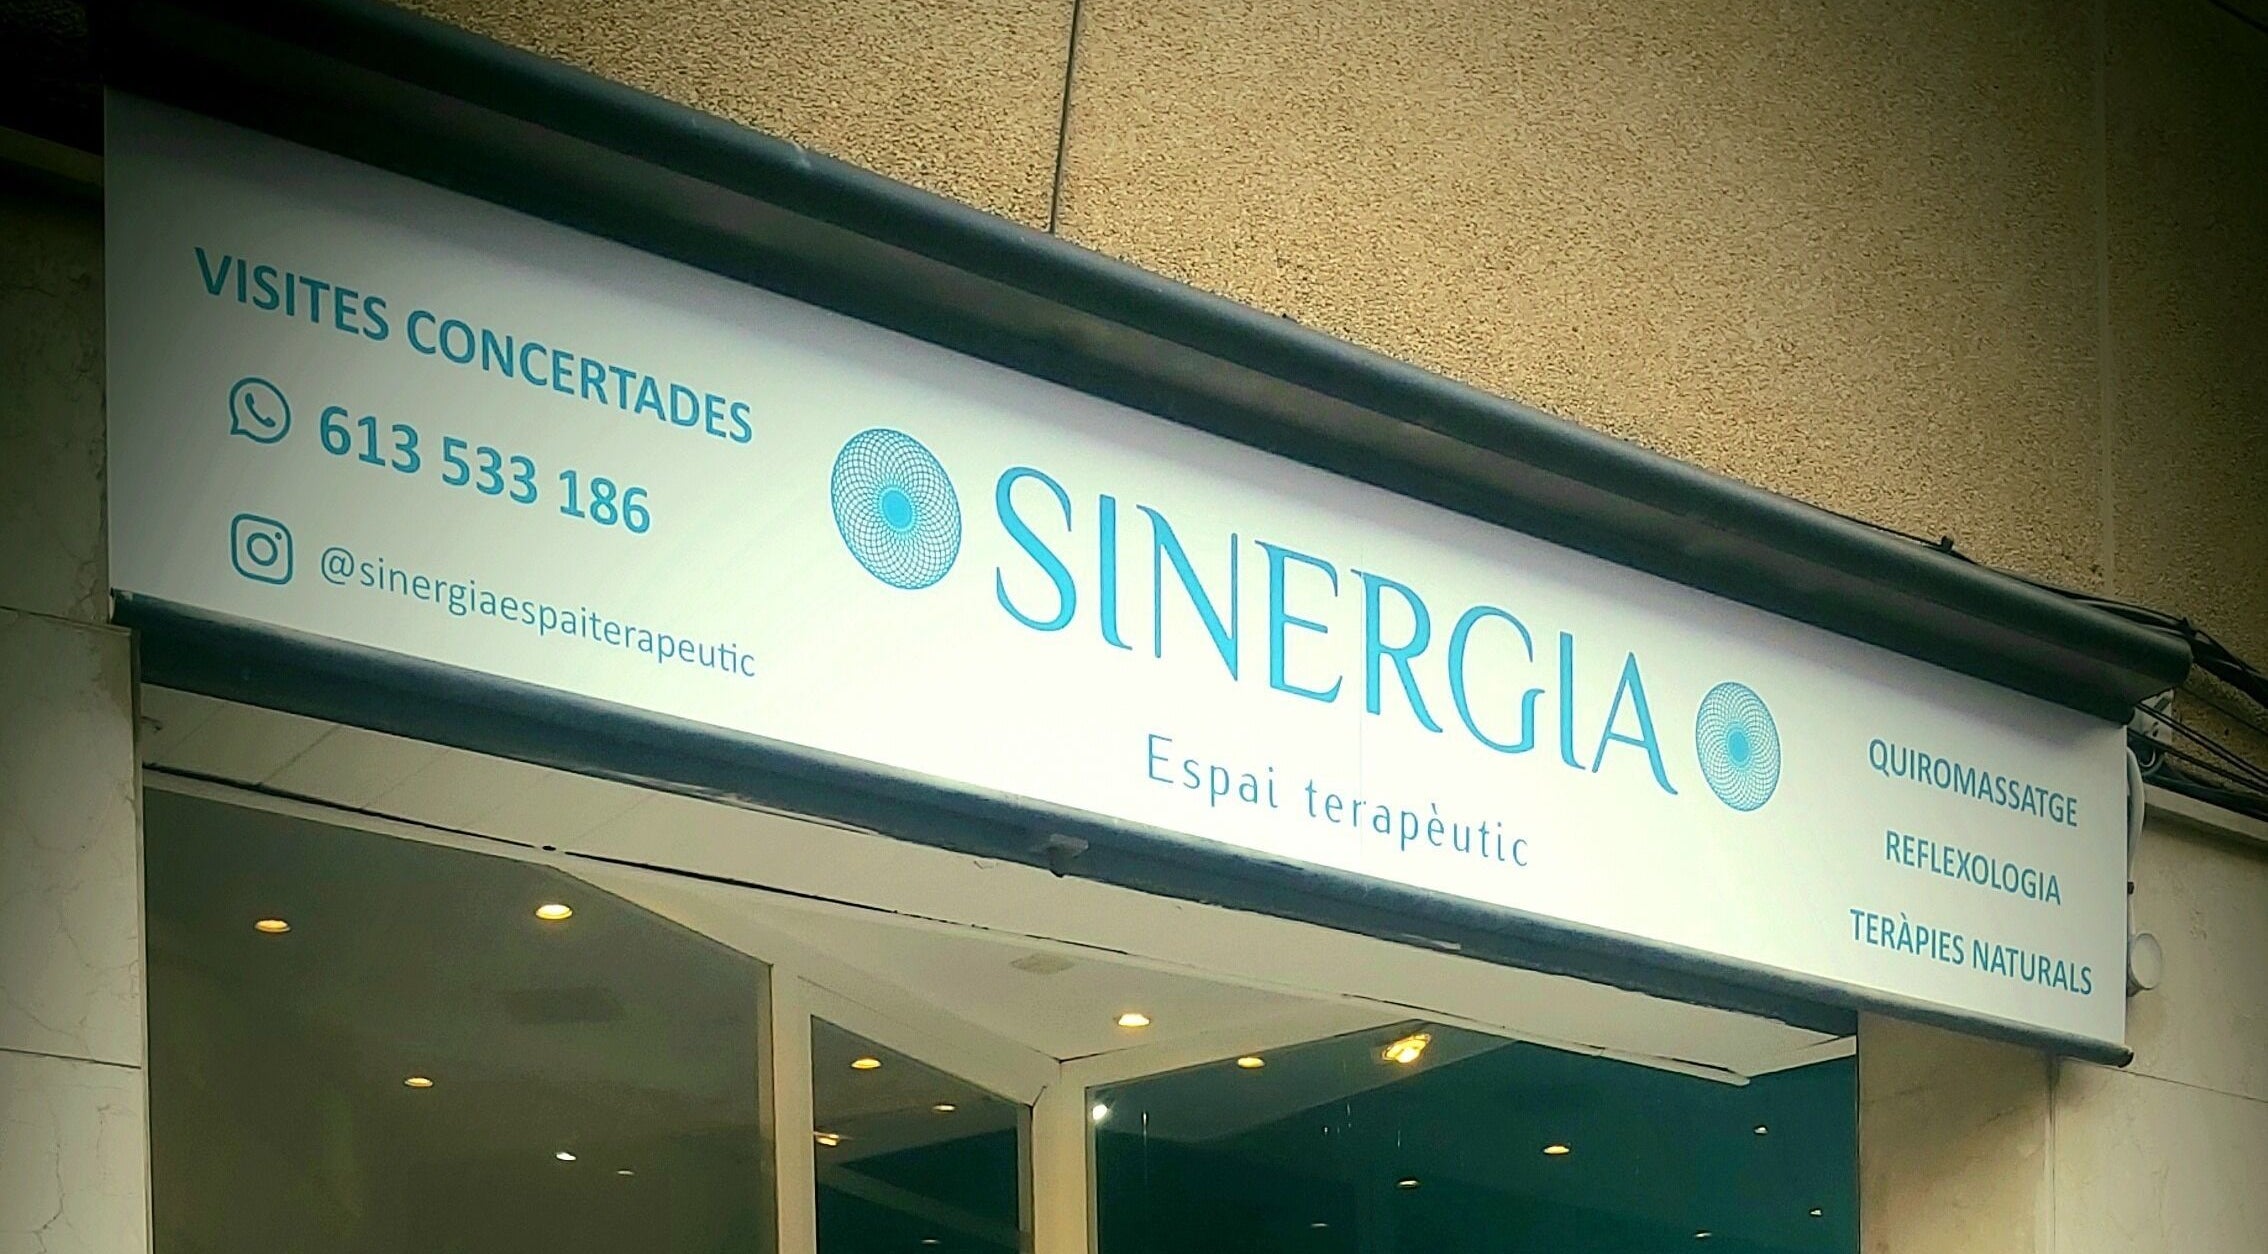 VISITES CONCERTADES
613 533 186
@sinergiaespaiterapeutic
SINERGIA
Espai terapèutic
QUIROMASSATGE
REFLEXOLOGIA
TERÀPIES NATURALS